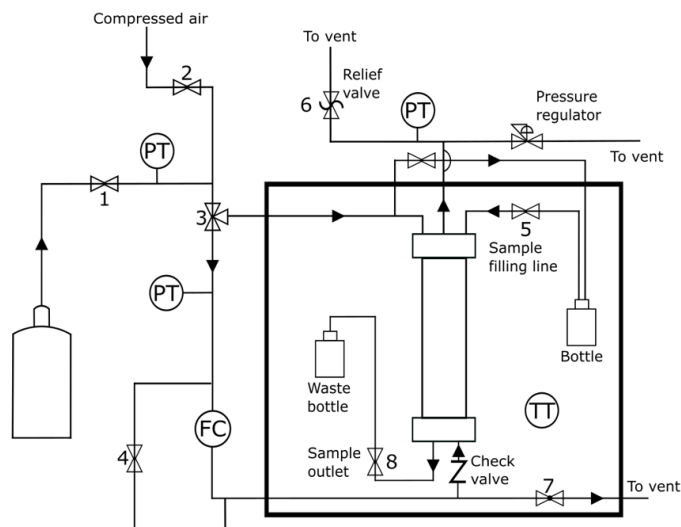 Compressed air
To vent
2
Relief
valve
6
PT
Pressure
regulator
PT
To vent
1
3
5
Sample
filling line
PT
Bottle
Waste
bottle
TT
FC
4
Sample
outlet
8
Check
valve
7
To vent